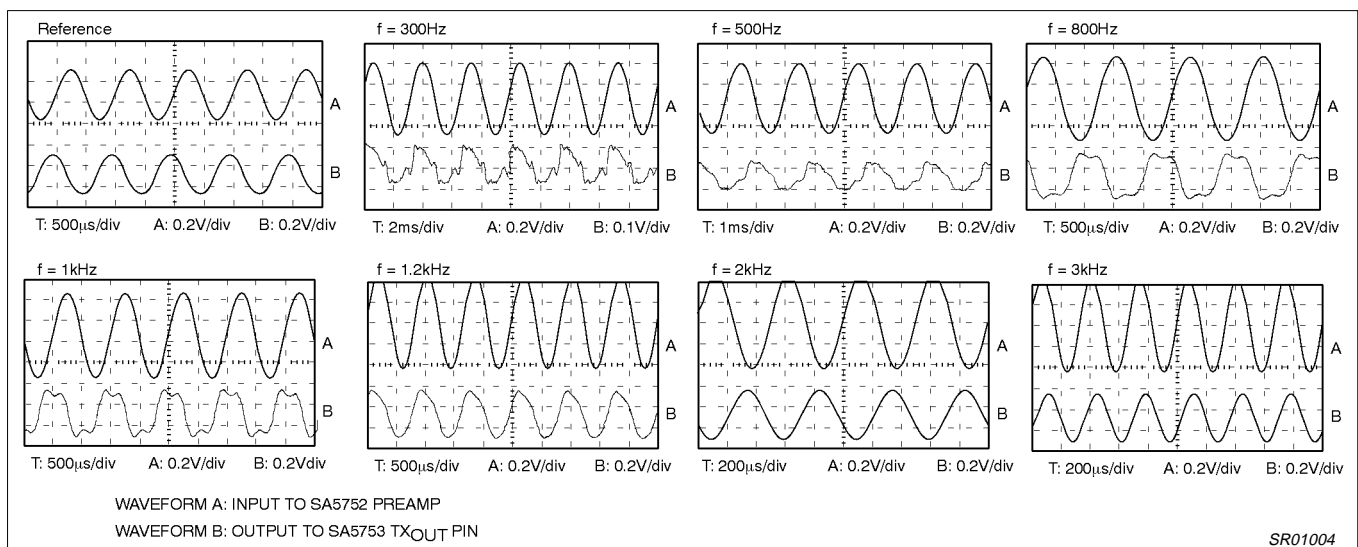 Reference
f = 300Hz
f = 500Hz
f = 800Hz
A
B
A
B
A
B
A
B
T: 500µs/div A: 0.2V/div B: 0.2V/div
T: 2ms/div A: 0.2V/div B: 0.1V/div
T: 1ms/div A: 0.2V/div B: 0.2V/div
T: 500µs/div A: 0.2V/div B: 0.2V/div
f = 1kHz
f = 1.2kHz
f = 2kHz
f = 3kHz
A
B
A
B
A
B
A
B
T: 500µs/div A: 0.2V/div B: 0.2V/div
T: 500µs/div A: 0.2V/div B: 0.2V/div
T: 200µs/div A: 0.2V/div B: 0.2V/div
T: 200µs/div A: 0.2V/div B: 0.2V/div
WAVEFORM A: INPUT TO SA5752 PREAMP
WAVEFORM B: OUTPUT TO SA5753 TXOUT PIN
SR01004